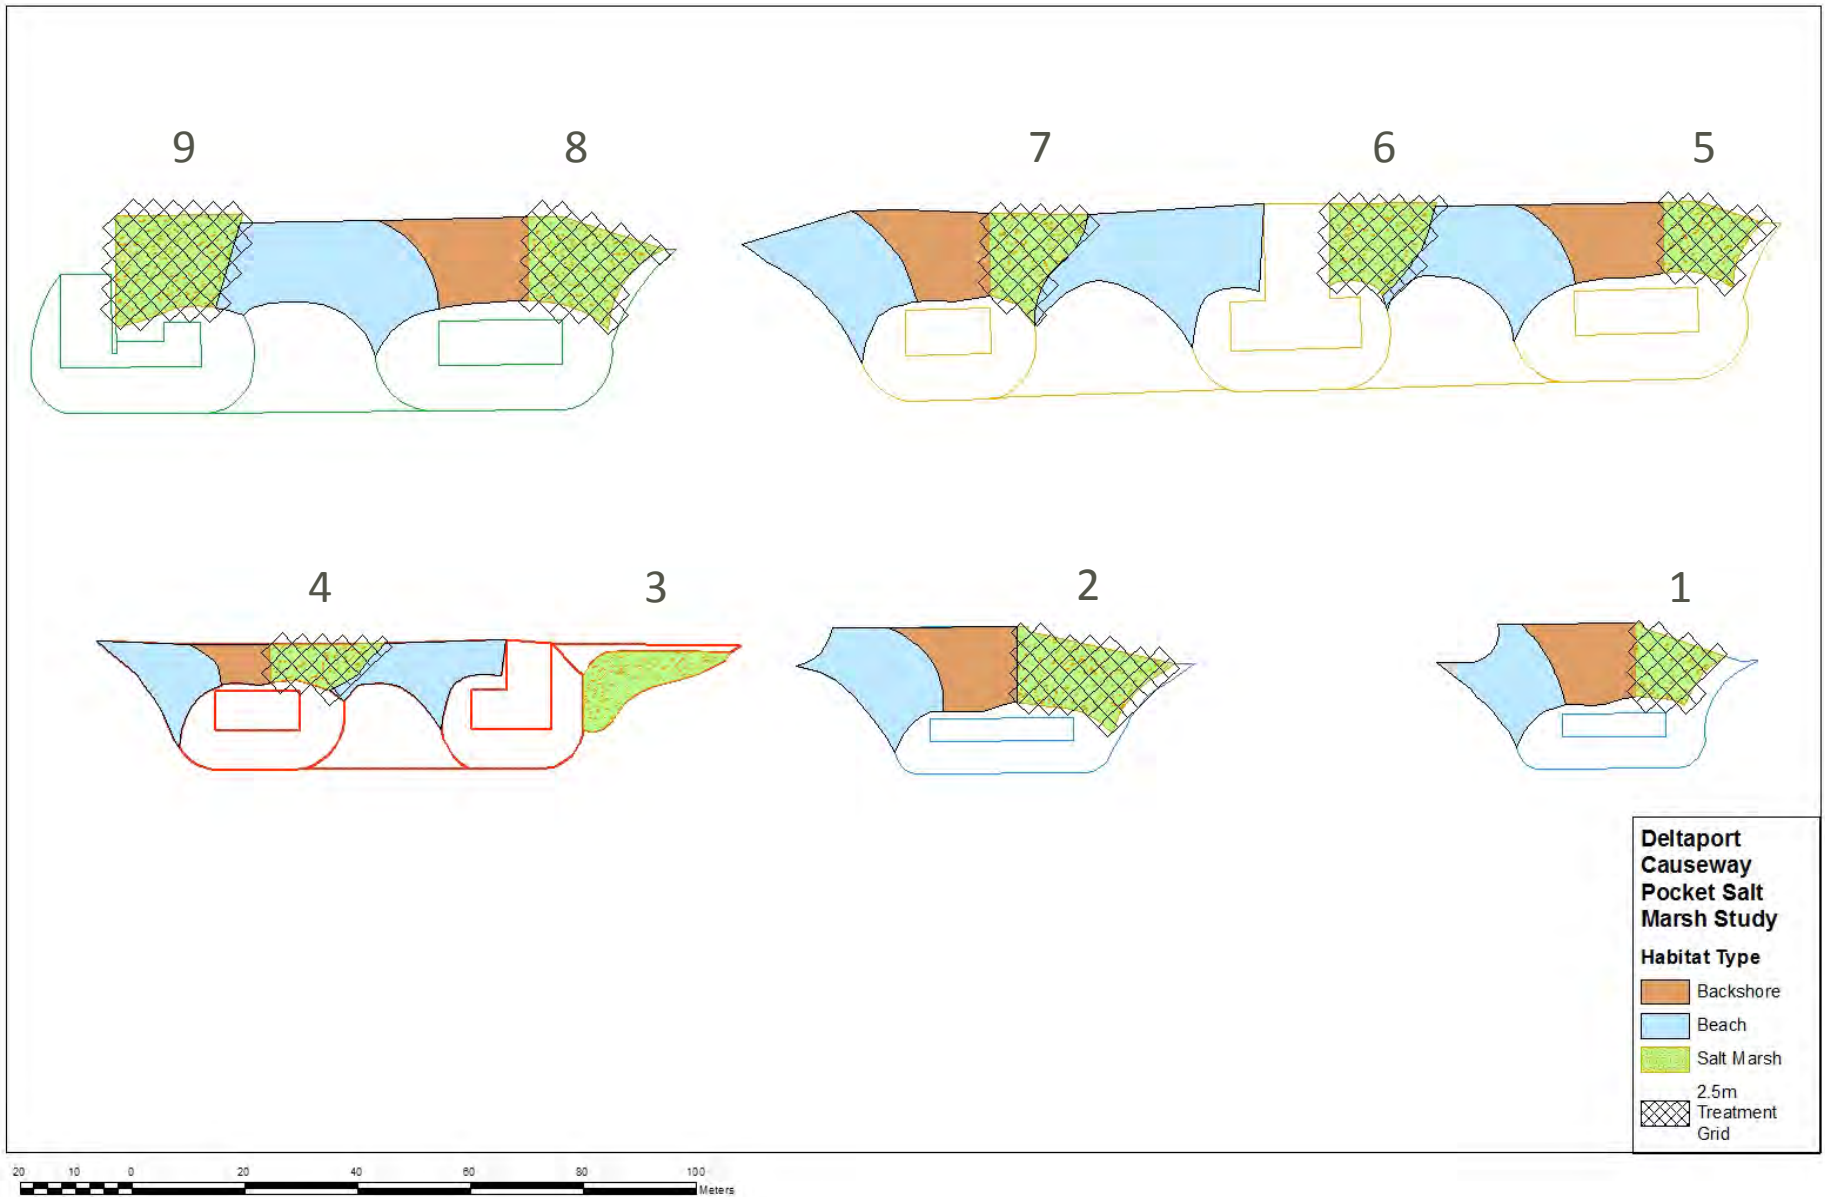 9 8 7 6 5
4 3 2 1
Deltaport
Causeway
Pocket Salt
Marsh Study
Habitat Type
Backshore
Beach
Salt Marsh
2.5m
Treatment
Grid
20 10 0 20 40 60 80 100
Meters